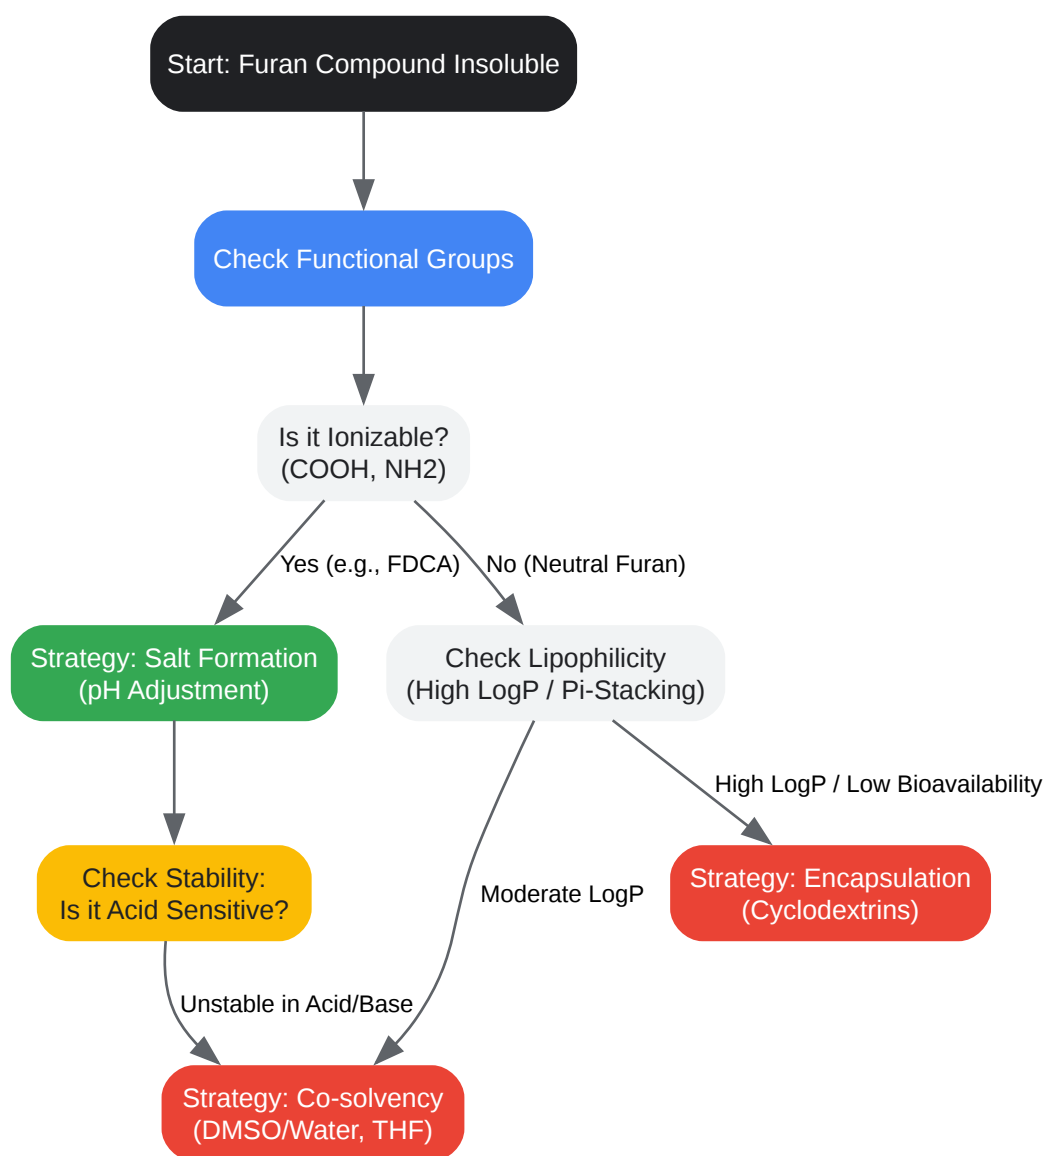 Start: Furan Compound Insoluble
Check Functional Groups
Is it Ionizable?
(COOH, NH2)
Yes (e.g., FDCA)
No (Neutral Furan)
Strategy: Salt Formation
(pH Adjustment)
Check Lipophilicity
(High LogP / Pi-Stacking)
High LogP / Low Bioavailability
Check Stability:
Is it Acid Sensitive?
Moderate LogP
Strategy: Encapsulation
(Cyclodextrins)
Unstable in Acid/Base
Strategy: Co-solvency
(DMSO/Water, THF)